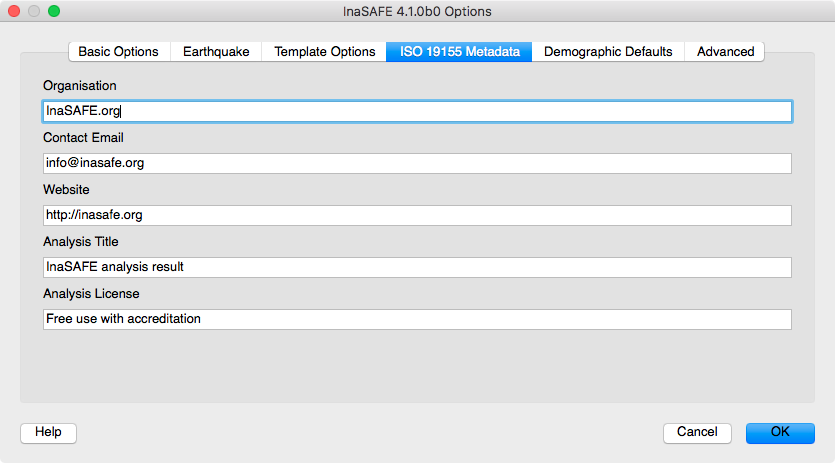 InaSAFE 4.1.0b0 Options
Basic Options Earthquake Template Options ISO 19155 Metadata Demographic Defaults Advanced
Organisation
InaSAFE.org
Contact Email
info@inasafe.org
Website
http://inasafe.org
Analysis Title
InaSAFE analysis result
Analysis License
Free use with accreditation
Help Cancel OK